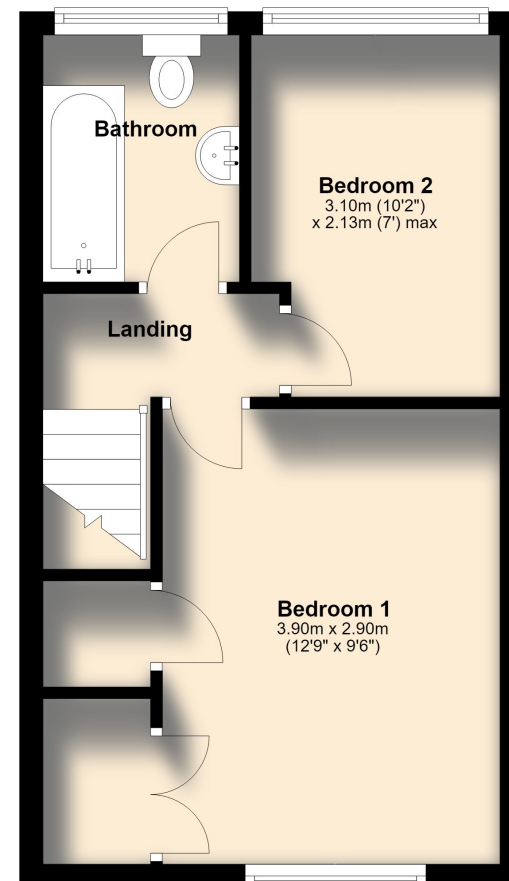 Bathroom
Bedroom 2
3.10m (10'2")
x 2.13m (7') max
Landing
Bedroom 1
3.90m x 2.90m
(12'9" x 9'6")